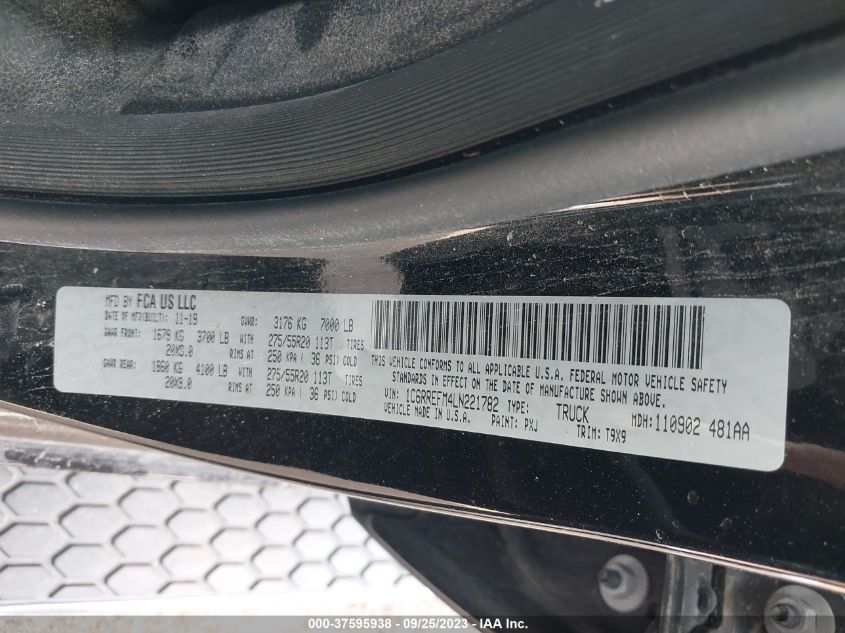 MFD BY FCA US LLC
DATE OF MFD(BUILT): 11-19 GVWR: 3176 KG 7000 LB
GAWR FRONT: 1679 KG 3700 LB WITH 275/55R20 113T TIRES
20X9.0 RIMS AT 250 KPA ( 36 PSI) COLD
GAWR REAR: 1860 KG 4100 LB WITH 275/55R20 113T TIRES
20X9.0 RIMS AT 250 KPA ( 36 PSI) COLD
THIS VEHICLE CONFORMS TO ALL APPLICABLE U.S.A. FEDERAL MOTOR VEHICLE SAFETY
STANDARDS IN EFFECT ON THE DATE OF MANUFACTURE SHOWN ABOVE.
VIN: 1C6RREFM4LN221782 TYPE: TRUCK MDH: 110902 481AA
VEHICLE MADE IN U.S.A. PAINT: PXJ TRIM: T9X9
000-37595938 - 09/25/2023 - IAAI.COM